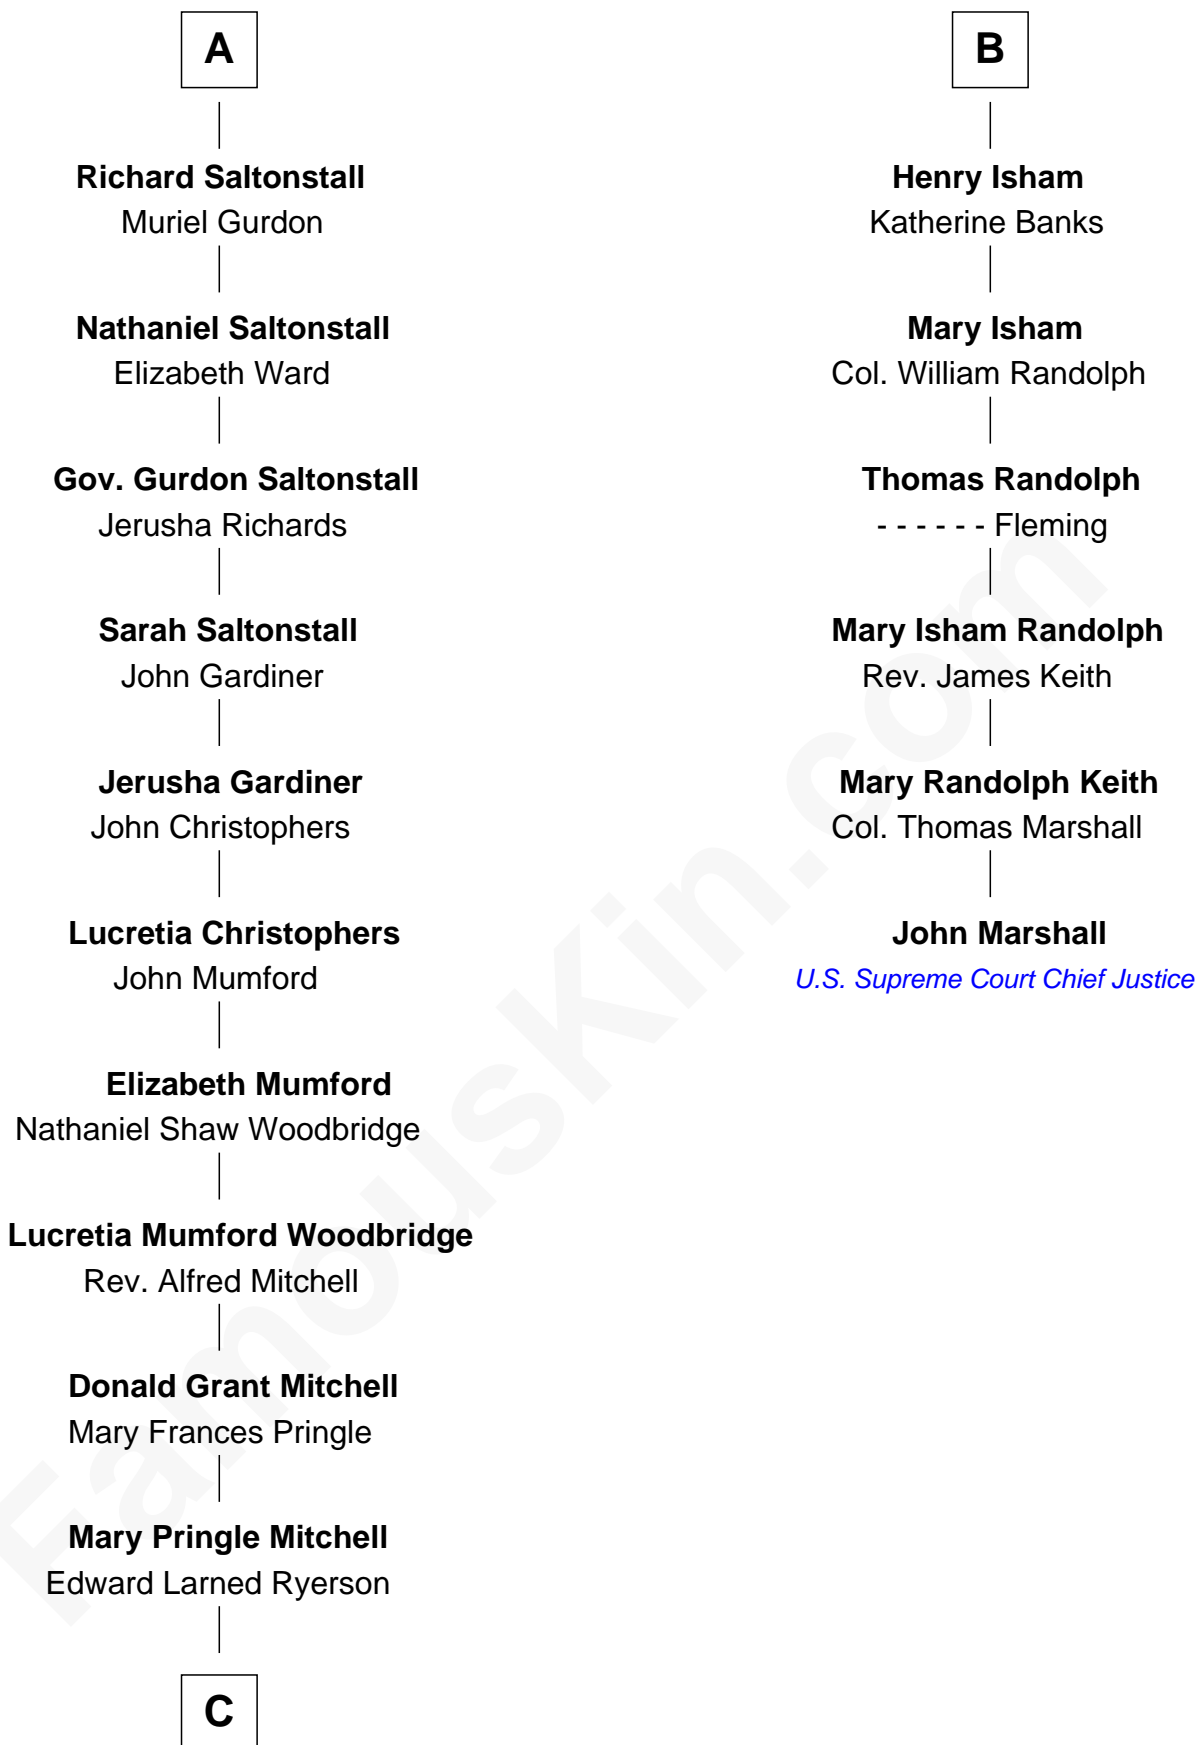 A
Richard Saltonstall
Muriel Gurdon
Nathaniel Saltonstall
Elizabeth Ward
Gov. Gurdon Saltonstall
Jerusha Richards
Sarah Saltonstall
John Gardiner
Jerusha Gardiner
John Christophers
Lucretia Christophers
John Mumford
Elizabeth Mumford
Nathaniel Shaw Woodbridge
Lucretia Mumford Woodbridge
Rev. Alfred Mitchell
Donald Grant Mitchell
Mary Frances Pringle
Mary Pringle Mitchell
Edward Larned Ryerson
C
B
Henry Isham
Katherine Banks
Mary Isham
Col. William Randolph
Thomas Randolph
- - - - - - Fleming
Mary Isham Randolph
Rev. James Keith
Mary Randolph Keith
Col. Thomas Marshall
John Marshall
U.S. Supreme Court Chief Justice
FamousKin.com